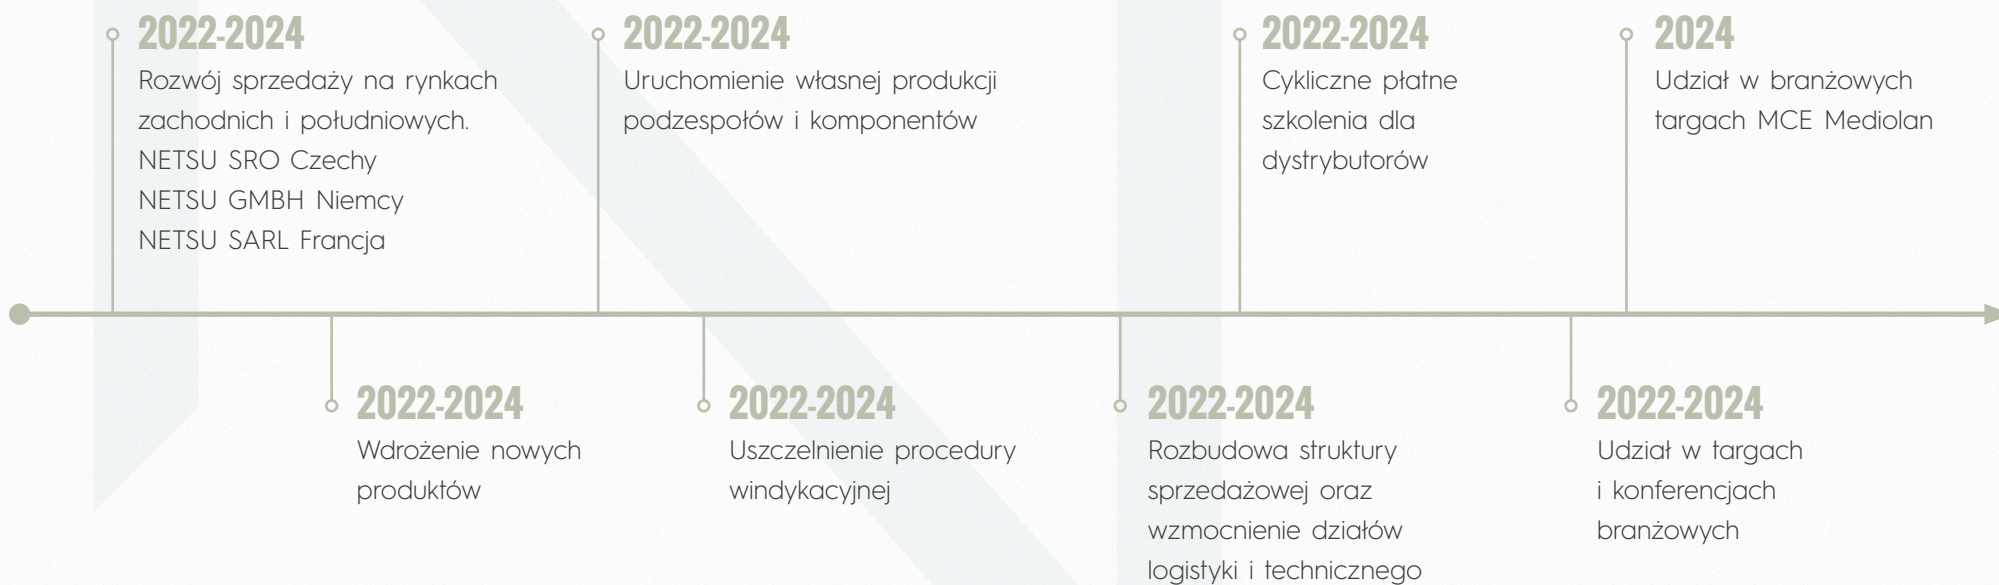 2022-2024
Rozwój sprzedaży na rynkach
zachodnich i południowych.
NETSU SRO Czechy
NETSU GMBH Niemcy
NETSU SARL Francja
2022-2024
Uruchomienie własnej produkcji
podzespołów i komponentów
2022-2024
Cykliczne płatne
szkolenia dla
dystrybutorów
2024
Udział w branżowych
targach MCE Mediolan
2022-2024
Wdrożenie nowych
produktów
2022-2024
Uszczelnienie procedury
windykacyjnej
2022-2024
Rozbudowa struktury
sprzedażowej oraz
wzmocnienie działów
logistyki i technicznego
2022-2024
Udział w targach
i konferencjach
branżowych